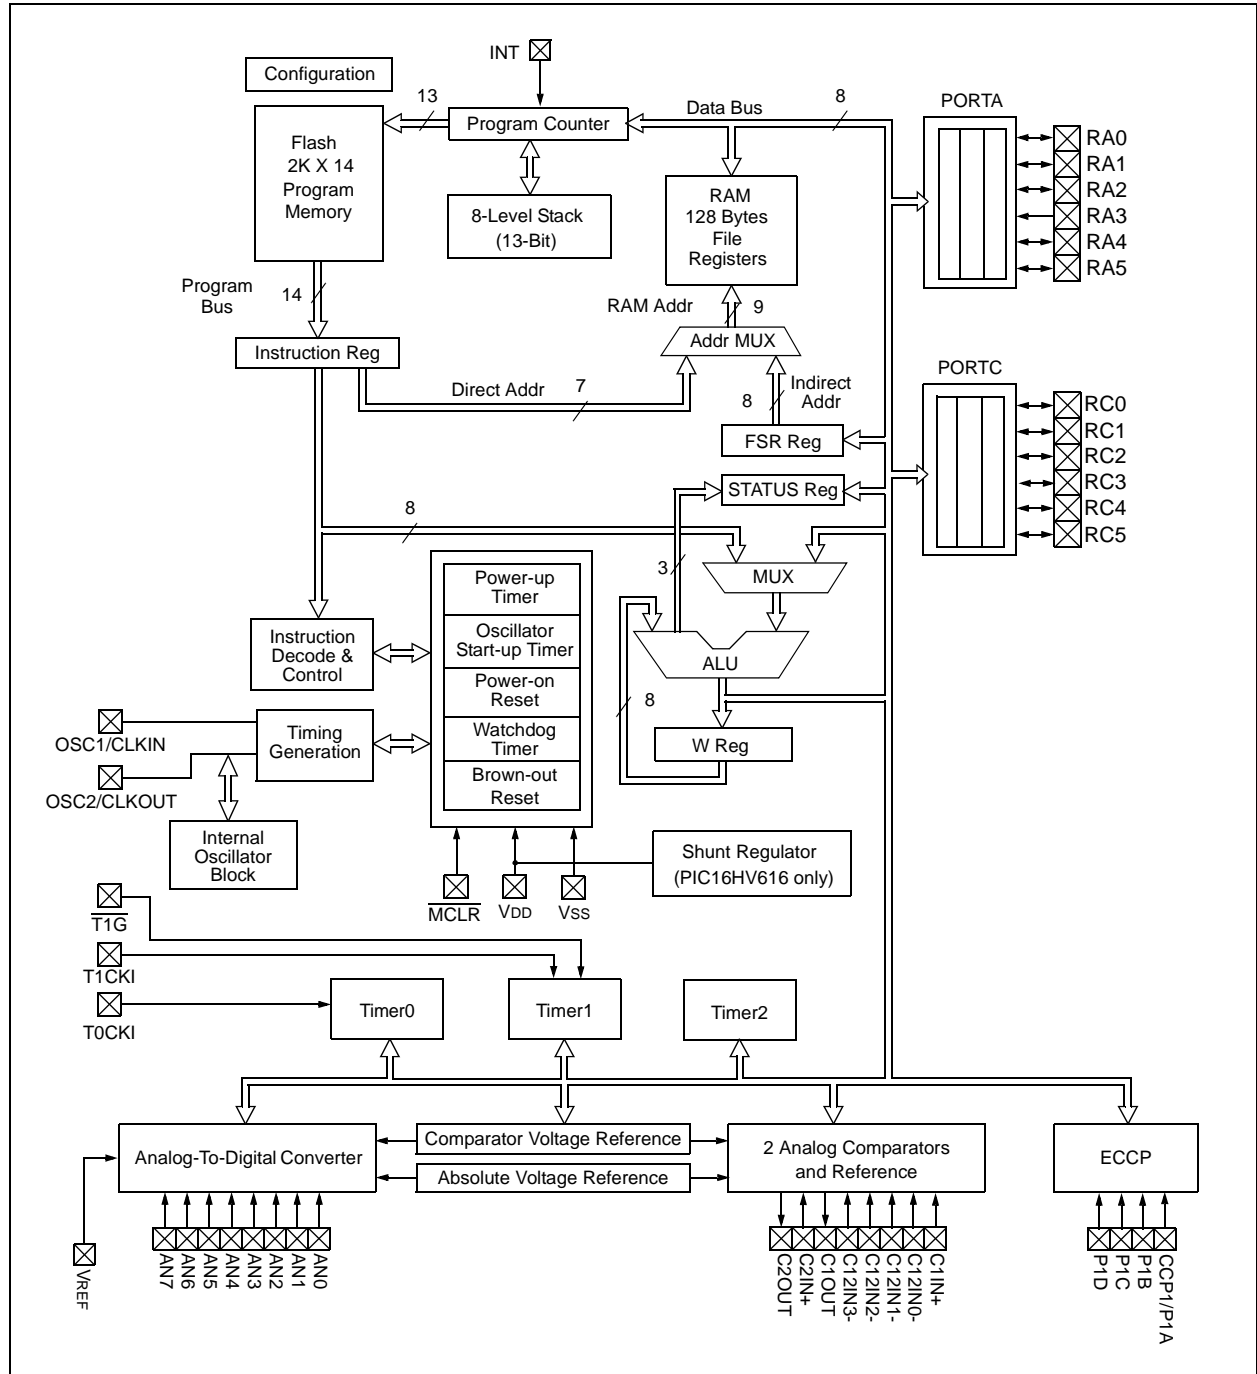 INT
Configuration
13
Program Counter
Data Bus
8
PORTA
Flash
2K X 14
Program
Memory
8-Level Stack
(13-Bit)
RAM
128 Bytes
File
Registers
RA0
RA1
RA2
RA3
RA4
RA5
Program
Bus
14
RAM Addr
9
Addr MUX
Instruction Reg
Direct Addr
7
8
Indirect
Addr
FSR Reg
STATUS Reg
PORTC
RC0
RC1
RC2
RC3
RC4
RC5
8
3
MUX
Power-up
Timer
Oscillator
Start-up Timer
Power-on
Reset
Watchdog
Timer
Brown-out
Reset
Instruction
Decode &
Control
ALU
8
W Reg
OSC1/CLKIN
Timing
Generation
OSC2/CLKOUT
Internal
Oscillator
Block
Shunt Regulator
(PIC16HV616 only)
MCLR
VDD
VSS
T1G
T1CKI
T0CKI
Timer0
Timer1
Timer2
Analog-To-Digital Converter
Comparator Voltage Reference
Absolute Voltage Reference
2 Analog Comparators
and Reference
ECCP
VREF
AN7
AN6
AN5
AN4
AN3
AN2
AN1
AN0
C2OUT
C2IN+
C1OUT
C12IN3-
C12IN2-
C12IN1-
C12IN0-
C1IN+
P1D
P1C
P1B
CCP1/P1A